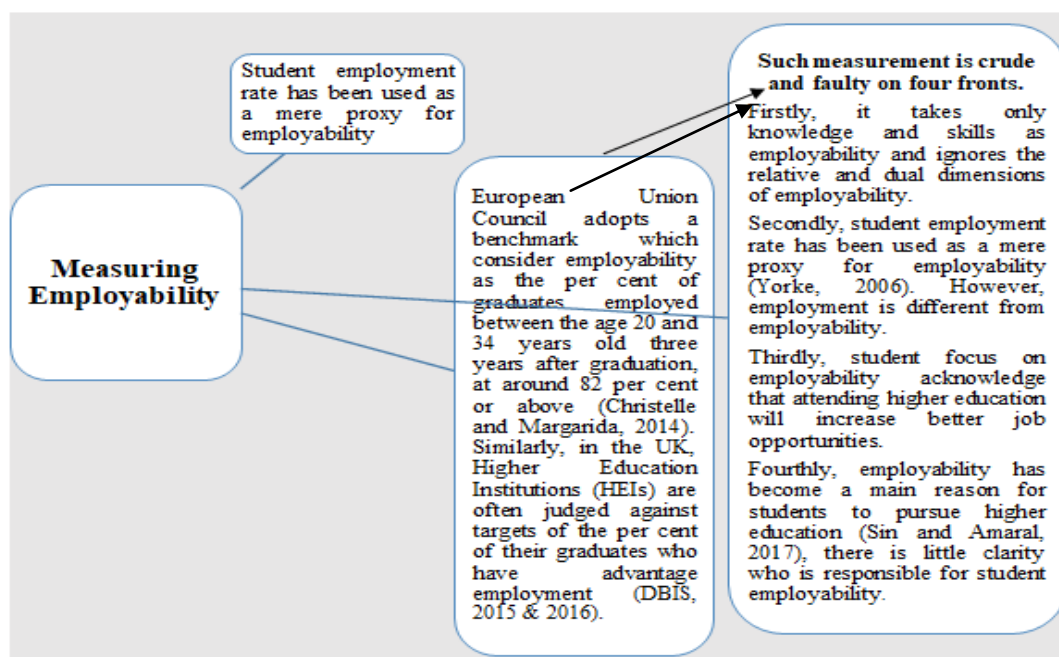 Measuring
Employability
Student employment
rate has been used as
a mere proxy for
employability
European Union
Council adopts a
benchmark which
consider employability
as the per cent of
graduates employed
between the age 20 and
34 years old three
years after graduation,
at around 82 per cent
or above (Christelle
and Margarida, 2014).
Similarly, in the UK,
Higher Education
Institutions (HEIs) are
often judged against
targets of the per cent
of their graduates who
have advantage
employment (DBIS,
2015 & 2016).
Such measurement is crude
and faulty on four fronts.
Firstly, it takes only
knowledge and skills as
employability and ignores the
relative and dual dimensions
of employability.
Secondly, student employment
rate has been used as a mere
proxy for employability
(Yorke, 2006). However,
employment is different from
employability.
Thirdly, student focus on
employability acknowledge
that attending higher education
will increase better job
opportunities.
Fourthly, employability has
become a main reason for
students to pursue higher
education (Sin and Amaral,
2017), there is little clarity
who is responsible for student
employability.